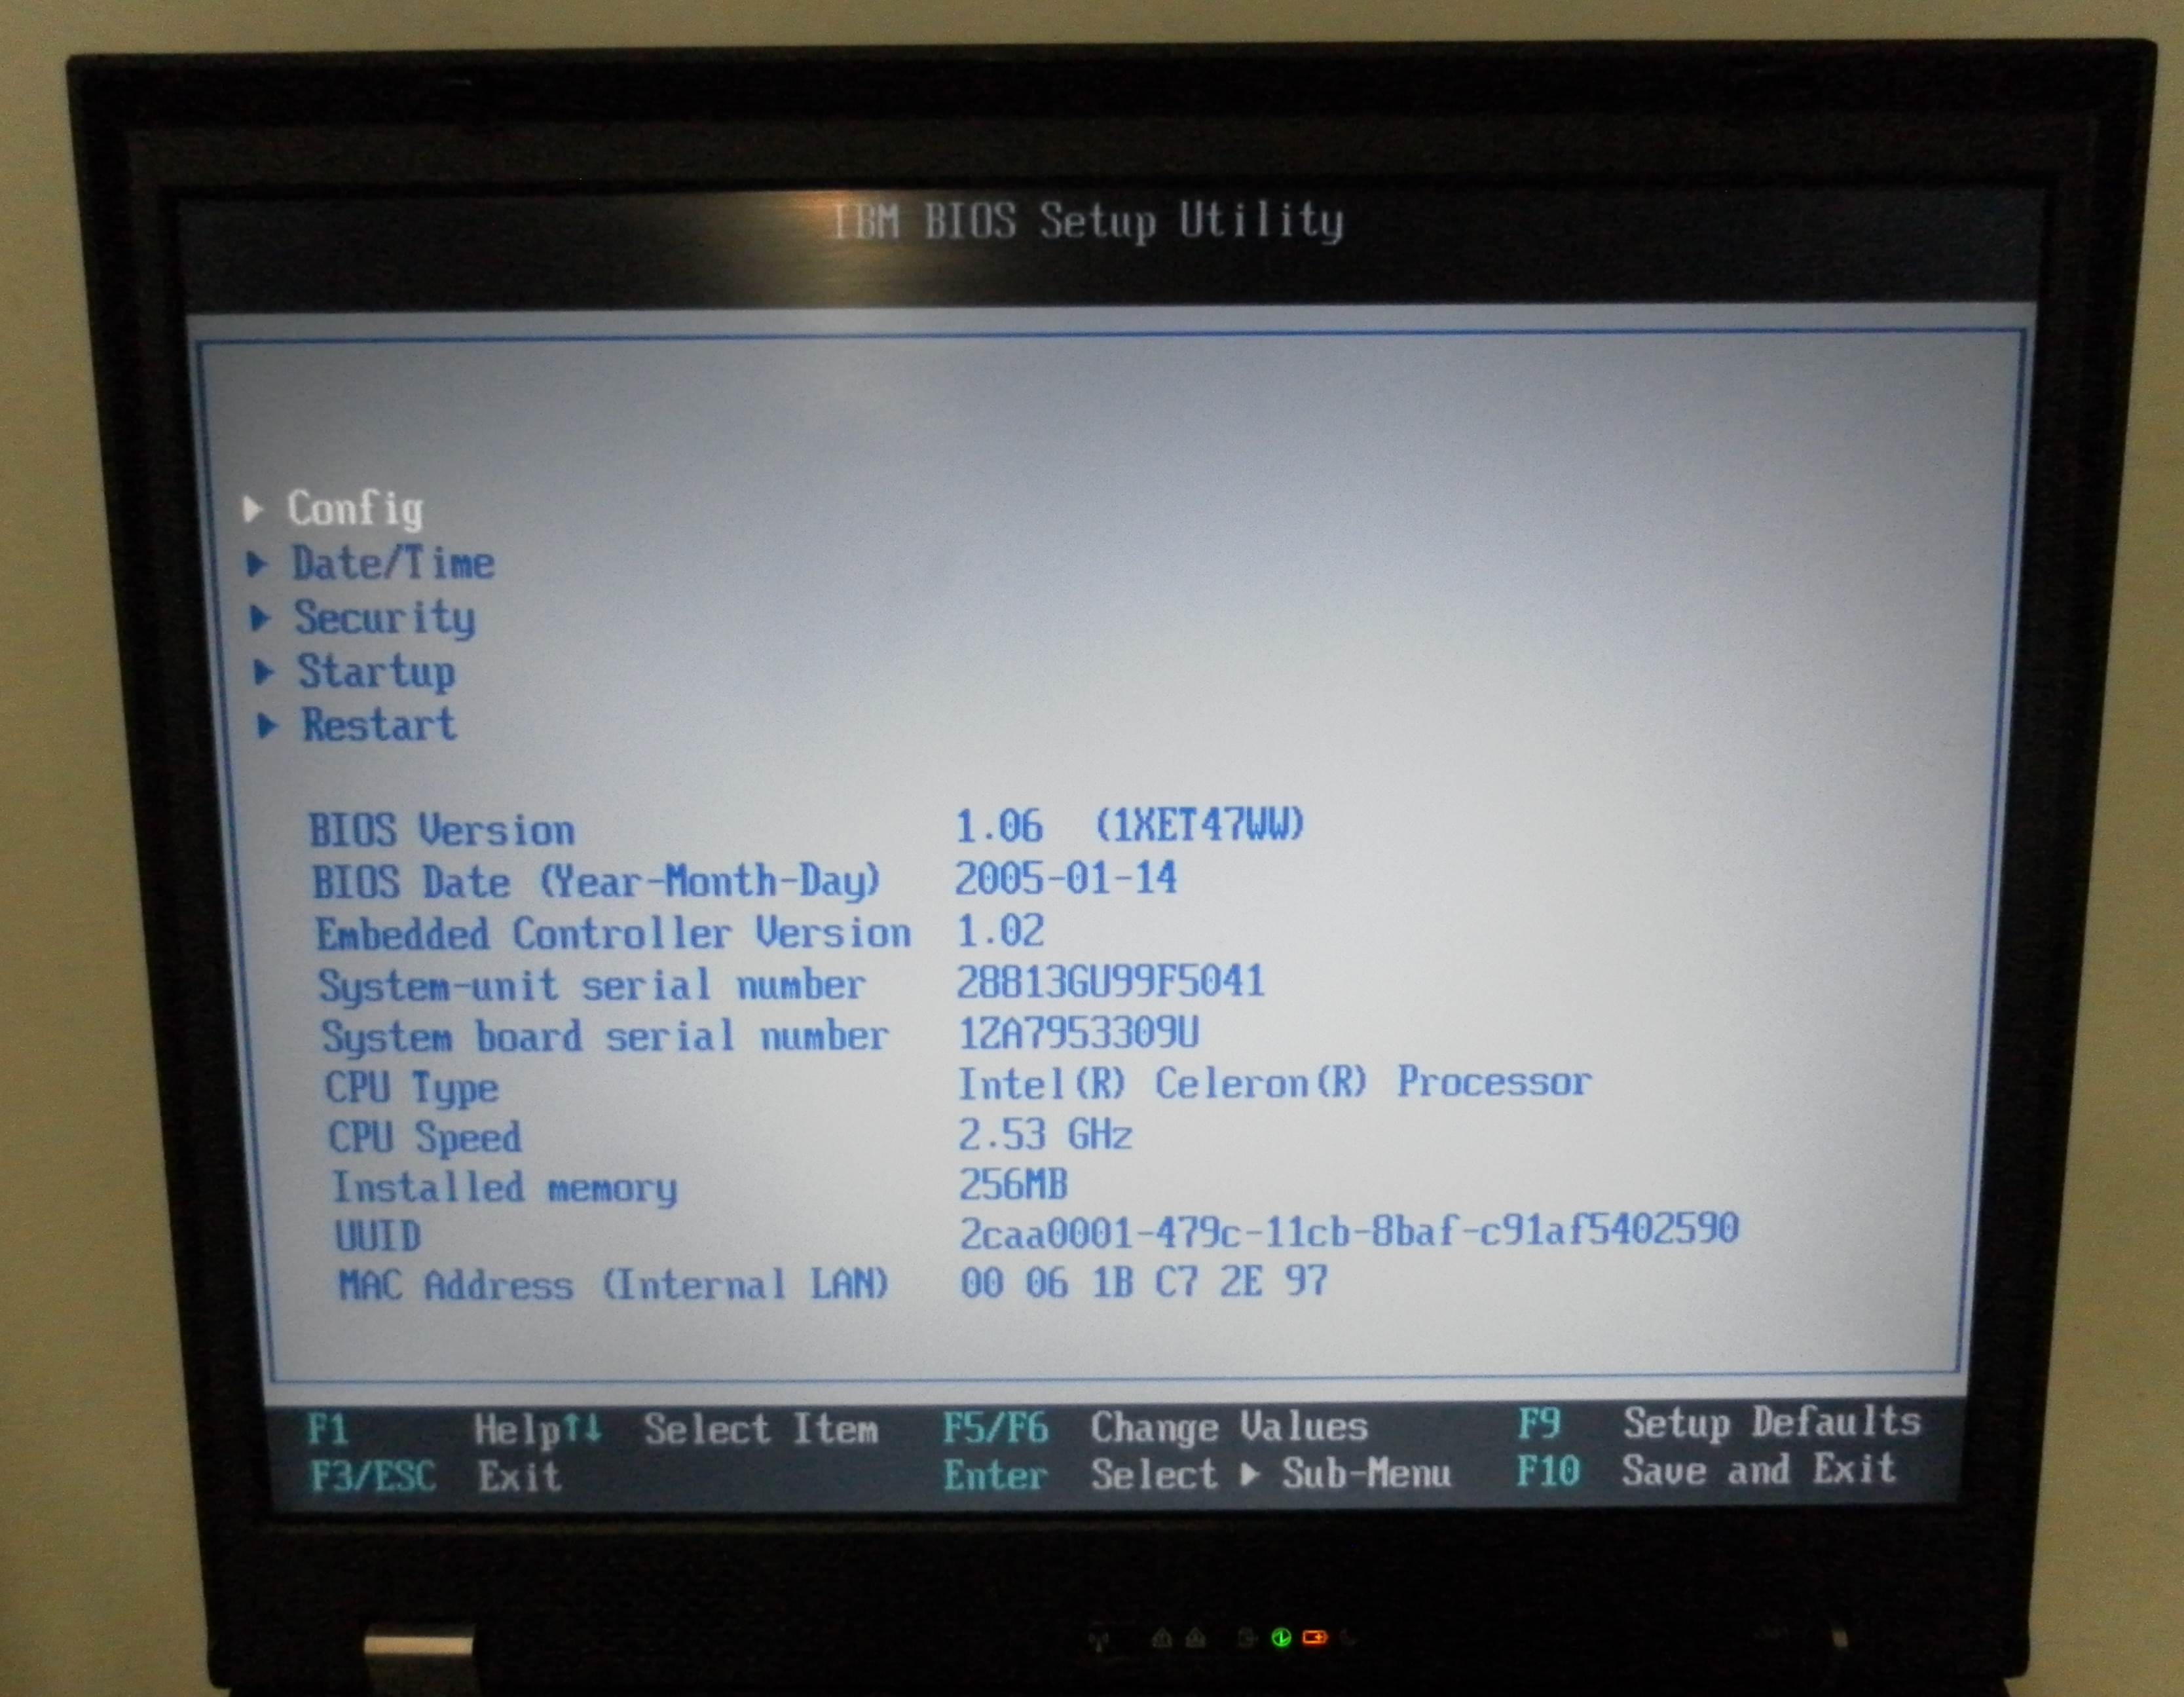 IBM BIOS Setup Utility
Config
Date/Time
Security
Startup
Restart
BIOS Version 1.06 (1XET47WW)
BIOS Date (Year-Month-Day) 2005-01-14
Embedded Controller Version 1.02
System-unit serial number 28813GU99F5041
System board serial number 1ZA7953309U
CPU Type Intel(R) Celeron(R) Processor
CPU Speed 2.53 GHz
Installed memory 256MB
UUID 2caa0001-479c-11cb-8baf-c91af5402590
MAC Address (Internal LAN) 00 06 1B C7 2E 97
F1 Help ↑↓ Select Item F5/F6 Change Values F9 Setup Defaults
F3/ESC Exit Enter Select ▶ Sub-Menu F10 Save and Exit